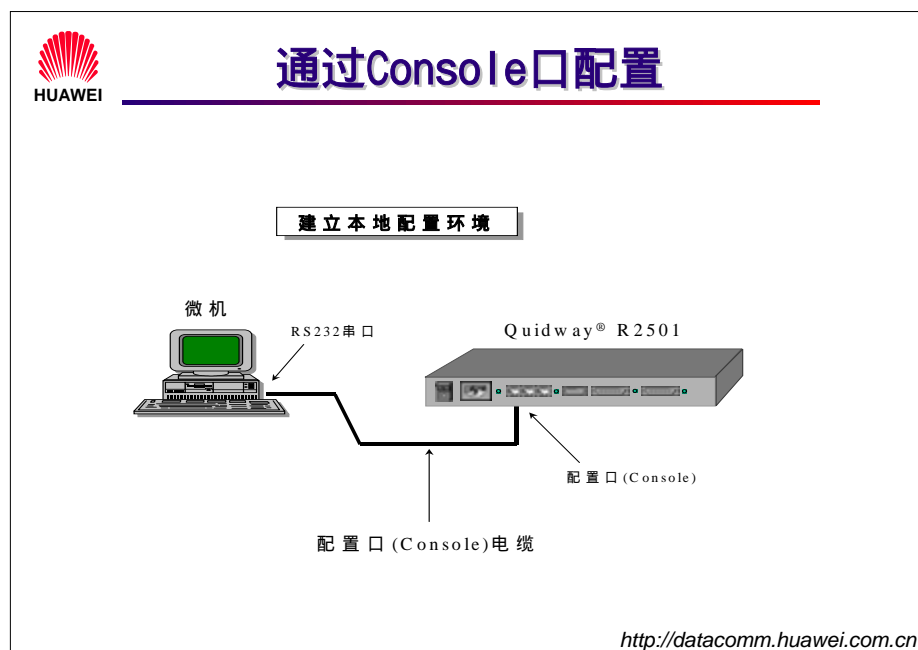 HUAWEI
通过Console口配置
建立本地配置环境
微机
RS232串口
Quidway® R2501
配置口(Console)
配置口(Console)电缆
http://datacomm.huawei.com.cn